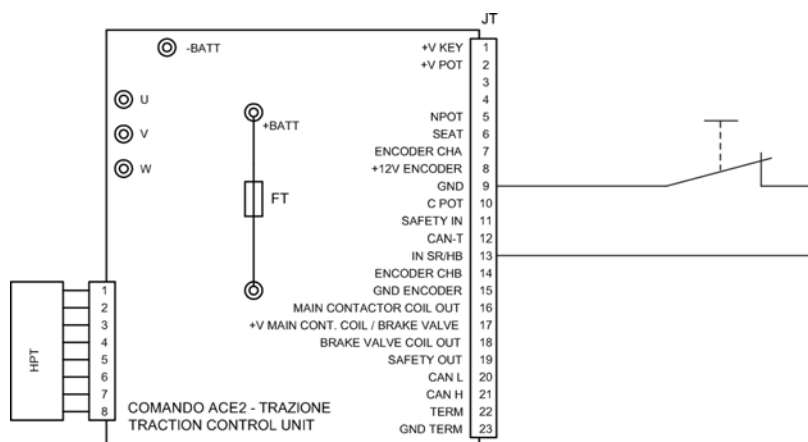 JT
-BATT
U
V
W
+BATT
FT
+V KEY 1
+V POT 2
3
4
NPOT 5
SEAT 6
ENCODER CHA 7
+12V ENCODER 8
GND 9
C POT 10
SAFETY IN 11
CAN-T 12
IN SR/HB 13
ENCODER CHB 14
GND ENCODER 15
MAIN CONTACTOR COIL OUT 16
+V MAIN CONT. COIL / BRAKE VALVE 17
BRAKE VALVE COIL OUT 18
SAFETY OUT 19
CAN L 20
CAN H 21
TERM 22
GND TERM 23
HPT
1
2
3
4
5
6
7
8
COMANDO ACE2 - TRAZIONE
TRACTION CONTROL UNIT